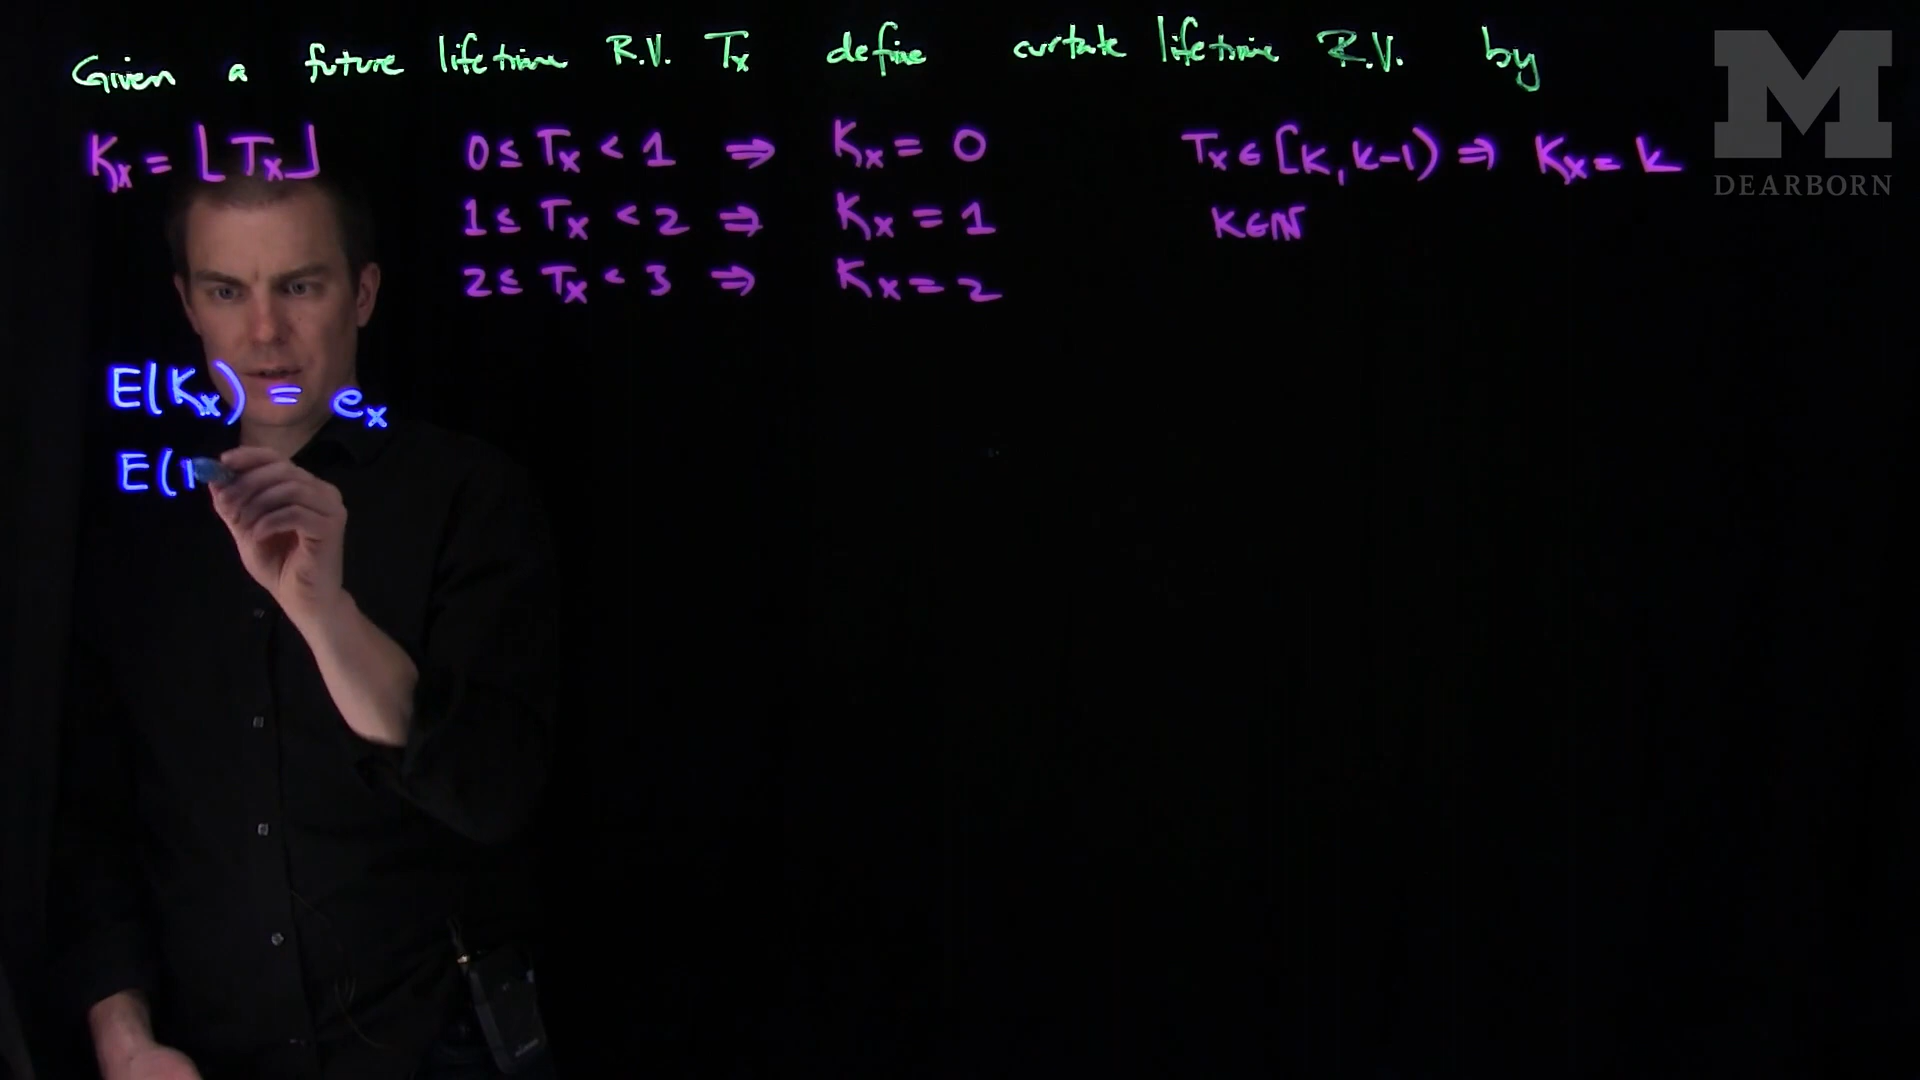 Given a future lifetime R.V. Tx define curtate lifetime R.V. by
Kx = ⌊Tx⌋
0 ≤ Tx < 1 ⇒ Kx = 0
1 ≤ Tx < 2 ⇒ Kx = 1
2 ≤ Tx < 3 ⇒ Kx = 2
Tx ∈ [k, k-1) ⇒ Kx = k
k ∈ ℕ
E(Kx) = ex
E(
M
DEARBORN